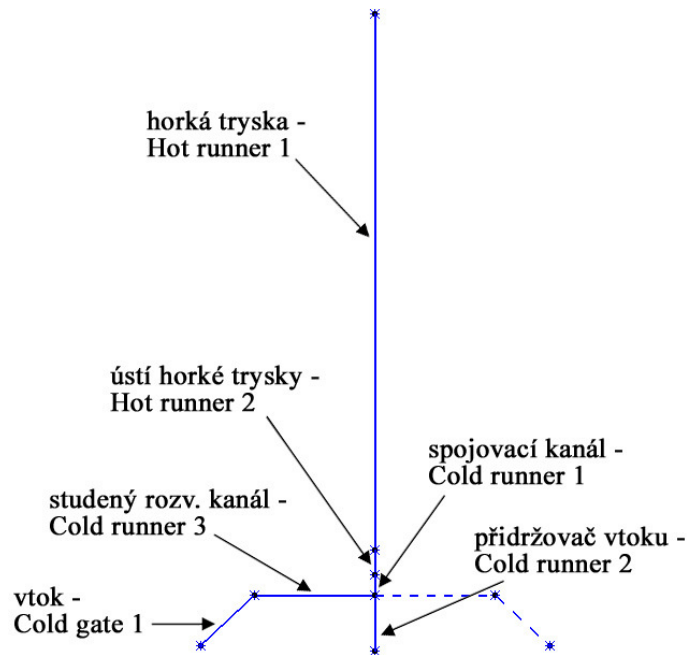 horká tryska -
Hot runner 1
ústí horké trysky -
Hot runner 2
spojovací kanál -
Cold runner 1
studený rozv. kanál -
Cold runner 3
přidržovač vtoku -
Cold runner 2
vtok -
Cold gate 1